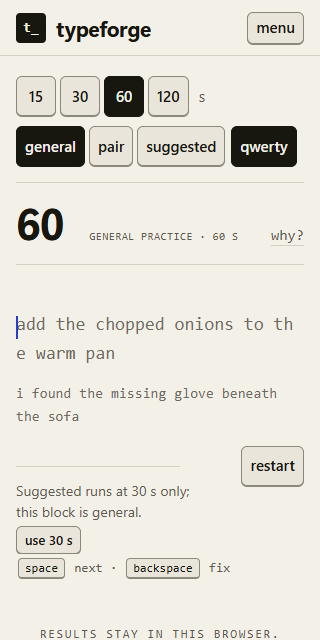 t_ typeforge menu
15 30 60 120 s
general pair suggested qwerty
60 GENERAL PRACTICE · 60 S why?
add the chopped onions to th
e warm pan
i found the missing glove beneath
the sofa
restart
Suggested runs at 30 s only;
this block is general.
use 30 s
space next · backspace fix
RESULTS STAY IN THIS BROWSER.